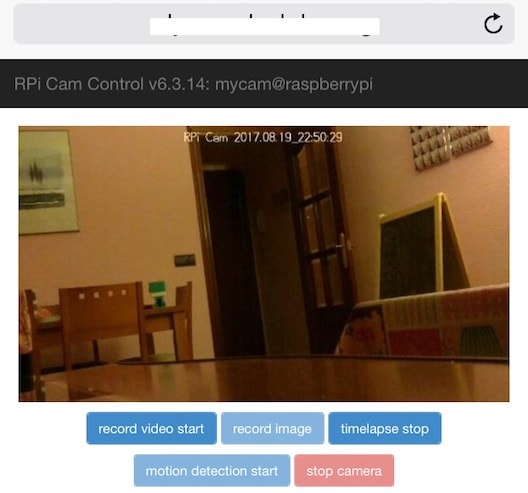 RPi Cam Control v6.3.14: mycam@raspberrypi
RPi Cam 2017.08.19_22:50:29
record video start record image timelapse stop
motion detection start stop camera